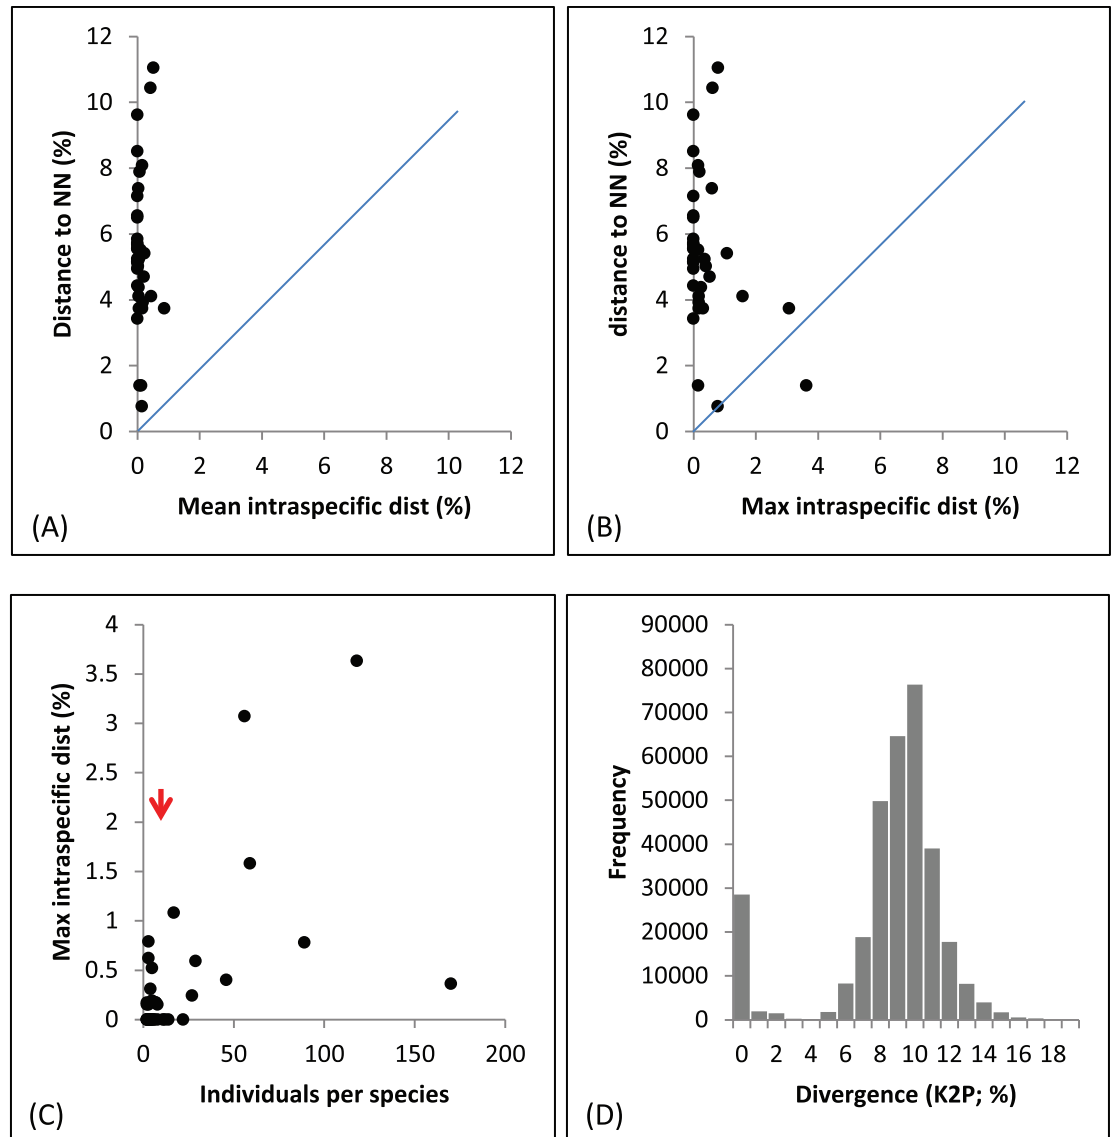 12
10
8
6
4
2
0
Distance to NN (%)
0 2 4 6 8 10 12
Mean intraspecific dist (%)
(A)
12
10
8
6
4
2
0
distance to NN (%)
0 2 4 6 8 10 12
Max intraspecific dist (%)
(B)
4
3.5
3
2.5
2
1.5
1
0.5
0
Max intraspecific dist (%)
0 50 100 150 200
Individuals per species
(C)
90000
80000
70000
60000
50000
40000
30000
20000
10000
0
Frequency
0 2 4 6 8 10 12 14 16 18
Divergence (K2P; %)
(D)